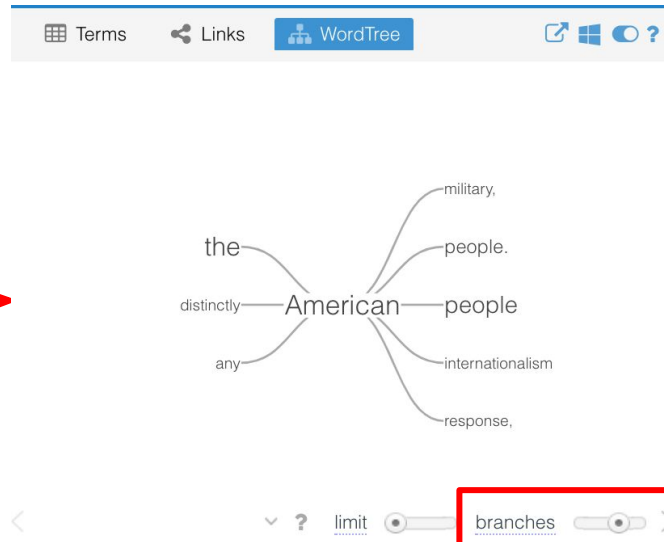 Terms Links WordTree ?
military,
the people.
distinctly American people
any internationalism
response,
? limit branches